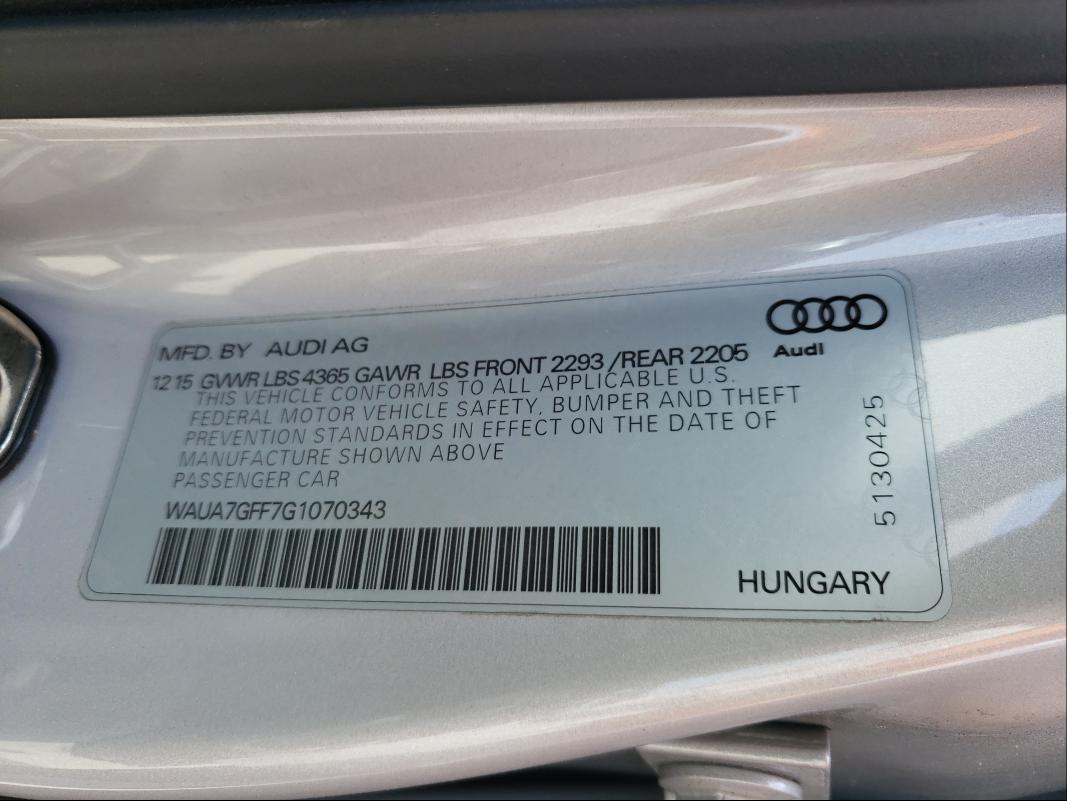 MFD. BY AUDI AG
Audi
12 15 GVWR LBS 4365 GAWR LBS FRONT 2293 /REAR 2205
THIS VEHICLE CONFORMS TO ALL APPLICABLE U.S.
FEDERAL MOTOR VEHICLE SAFETY, BUMPER AND THEFT
PREVENTION STANDARDS IN EFFECT ON THE DATE OF
MANUFACTURE SHOWN ABOVE
PASSENGER CAR
WAUA7GFF7G1070343
5130425
HUNGARY